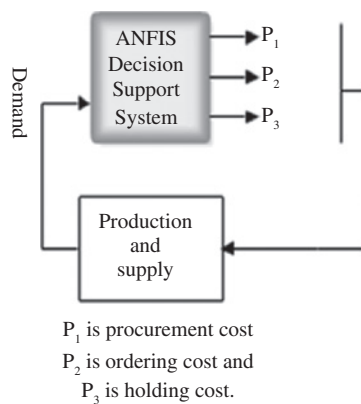 ANFIS
Decision
Support
System
P₁
P₂
P₃
Demand
Production
and
supply
P₁ is procurement cost
P₂ is ordering cost and
P₃ is holding cost.